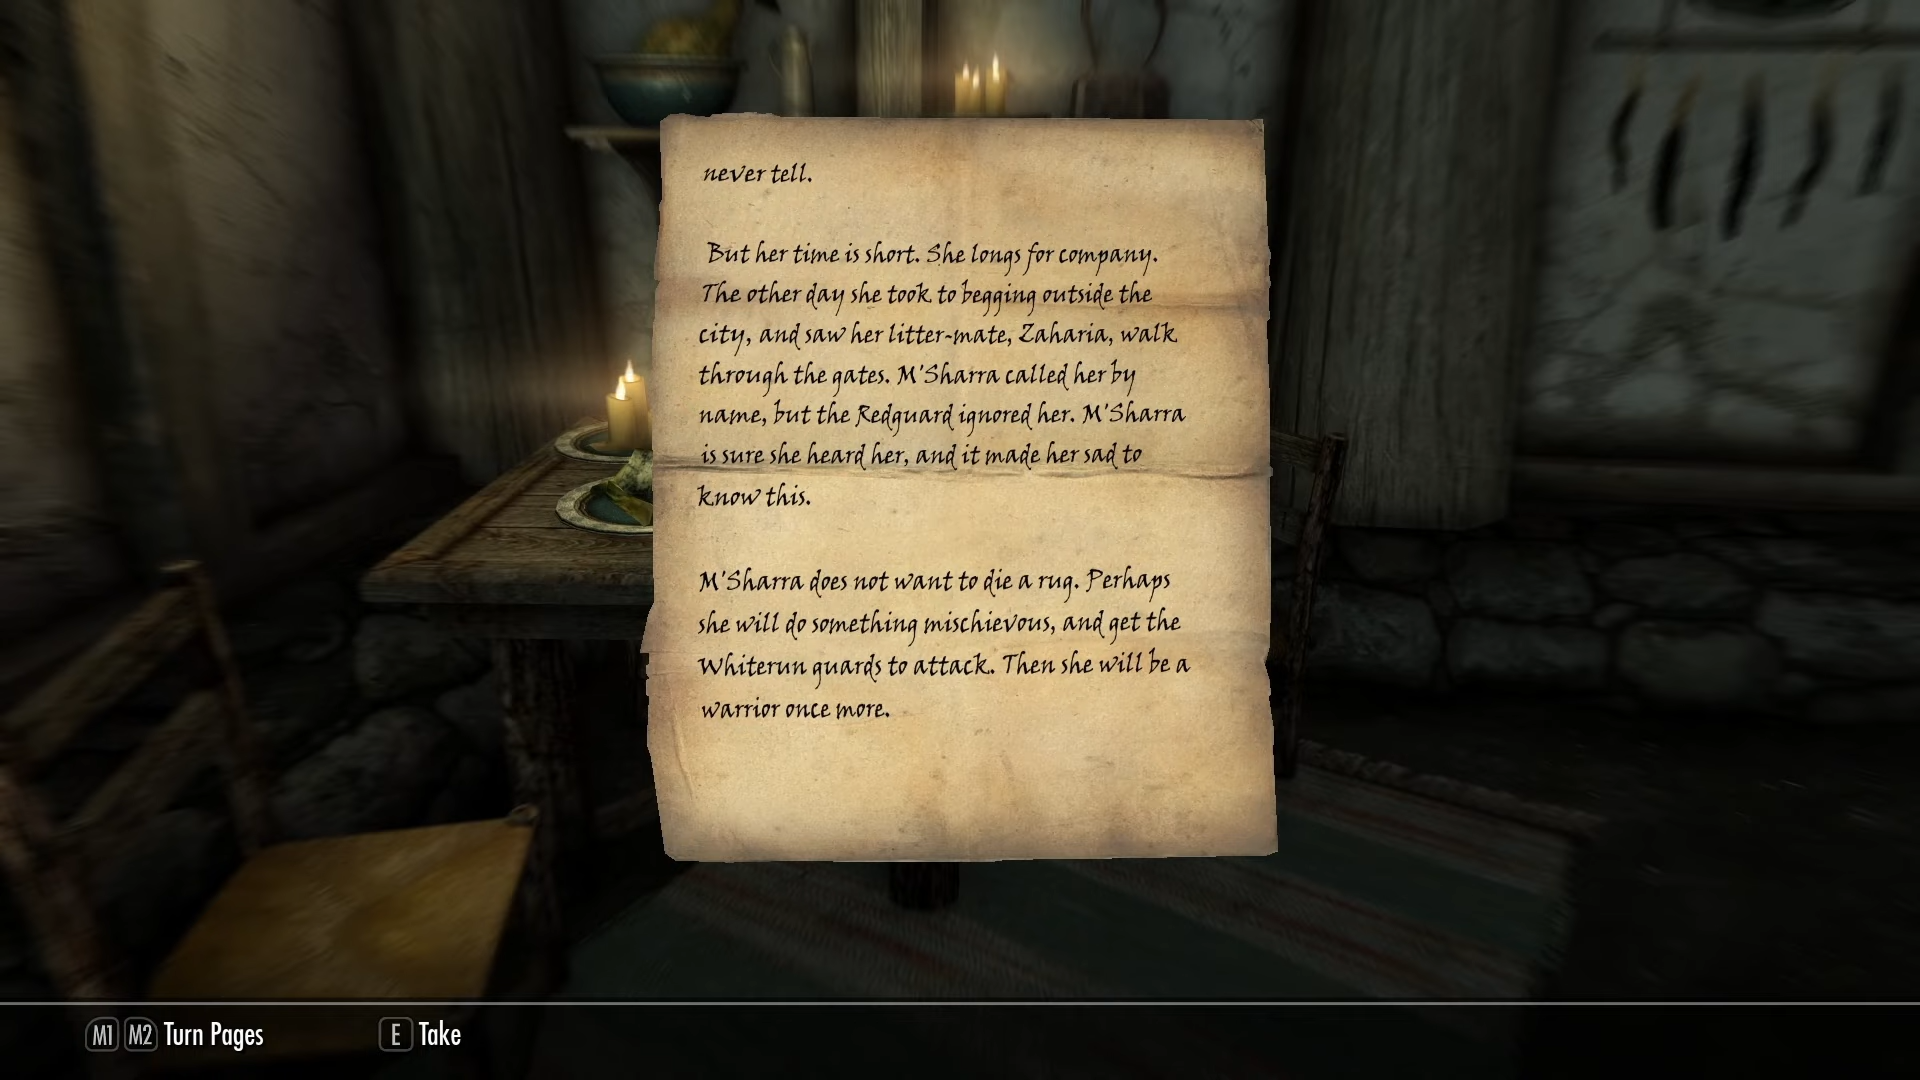 never tell.
But her time is short. She longs for company.
The other day she took to begging outside the
city, and saw her litter-mate, Zaharia, walk
through the gates. M'Sharra called her by
name, but the Redguard ignored her. M'Sharra
is sure she heard her, and it made her sad to
know this.
M'Sharra does not want to die a rug. Perhaps
she will do something mischievous, and get the
Whiterun guards to attack. Then she will be a
warrior once more.
M1 M2 Turn Pages E Take